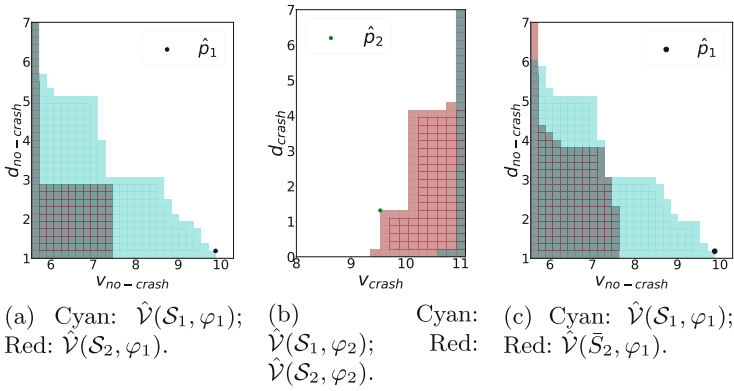 7
6
5
4
3
2
1
d_{no-crash}
p̂_1
6 7 8 9 10
v_{no-crash}
7
6
5
4
3
2
1
0
d_{crash}
p̂_2
8 9 10 11
v_{crash}
7
6
5
4
3
2
1
d_{no-crash}
p̂_1
6 7 8 9 10
v_{no-crash}
(a) Cyan: V̂(S_1, φ_1);
Red: V̂(S_2, φ_1).
(b) Cyan:
V̂(S_1, φ_2); Red:
V̂(S_2, φ_2).
(c) Cyan: V̂(S_1, φ_1);
Red: V̂(S̄_2, φ_1).